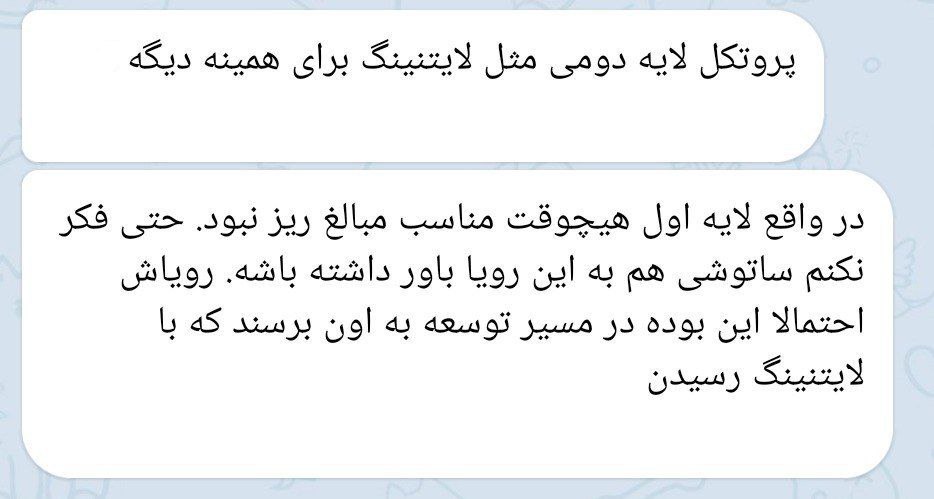 پروتکل لایه دومی مثل لایتنینگ برای همینه دیگه
در واقع لایه اول هیچوقت مناسب مبالغ ریز نبود. حتی فکر
نکنم ساتوشی هم به این رویا باور داشته باشه. رویاش
احتمالا این بوده در مسیر توسعه به اون برسند که با
لایتنینگ رسیدن